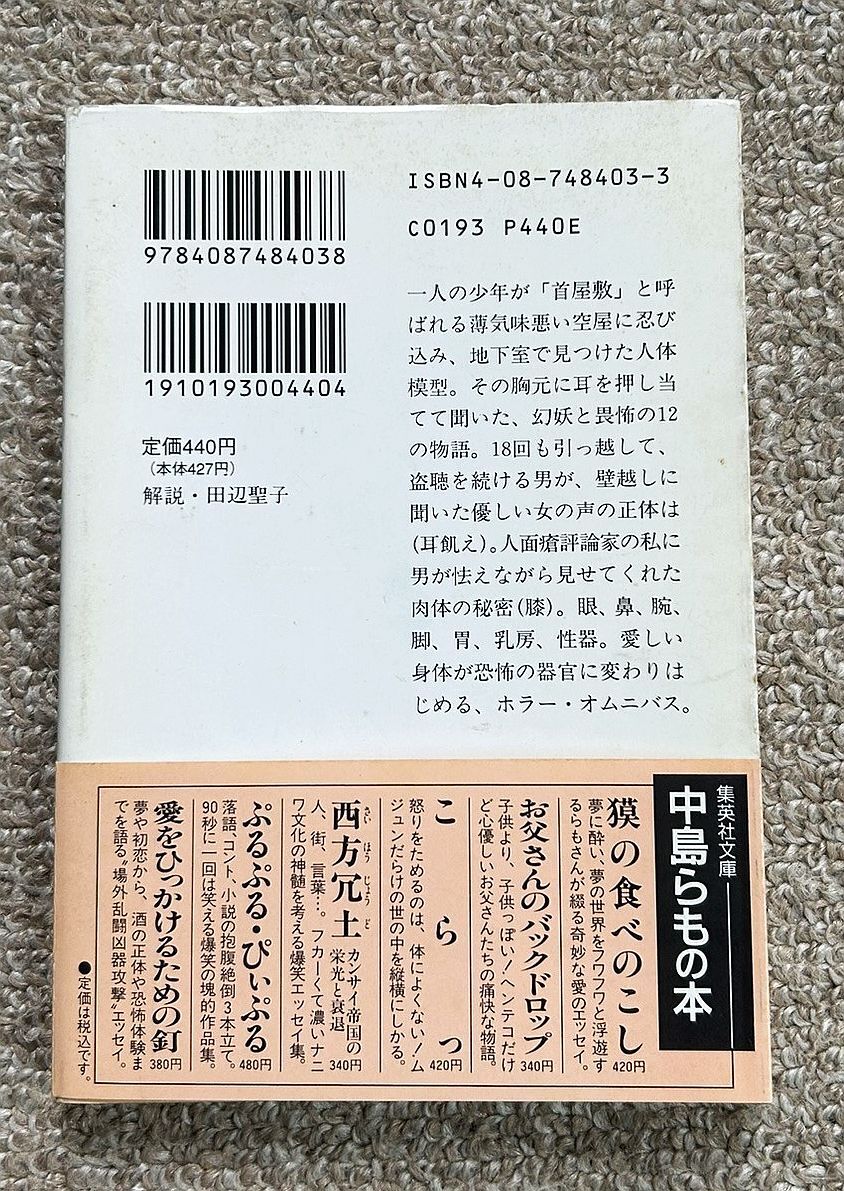 9784087484038
1910193004404
定価440円
(本体427円)
解説・田辺聖子
ISBN4-08-748403-3
C0193 P440E
一人の少年が「首屋敷」と呼
ばれる薄気味悪い空屋に忍び
込み、地下室で見つけた人体
模型。その胸元に耳を押し当
てて聞いた、幻妖と畏怖の12
の物語。18回も引っ越して、
盗聴を続ける男が、壁越しに
聞いた優しい女の声の正体は
(耳飢え)。人面瘡評論家の私に
男が怯えながら見せてくれた
肉体の秘密(膝)。眼、鼻、腕、
脚、胃、乳房、性器。愛しい
身体が恐怖の器官に変わりは
じめる、ホラー・オムニバス。
集英社文庫
中島らもの本
獏の食べのこし
420円
夢に酔い、夢の世界をフワフワと浮遊す
るらもさんが綴る奇妙な愛のエッセイ。
お父さんのバックドロップ
340円
子供より、子供っぽい!ヘンテコだけ
ど心優しいお父さんたちの痛快な物語。
こらっ
420円
怒りをためるのは、体によくない!ム
ジュンだらけの世の中を縦横にしかる。
西方冗土
さいほうじょうど
カンサイ帝国の
栄光と衰退
340円
人、街、言葉…。フカーくて濃いナニ
ワ文化の神髄を考える爆笑エッセイ集。
ぷるぷる・ぴぃぷる
480円
落語、コント、小説の抱腹絶倒3本立て。
90秒に一回は笑える爆笑の塊的作品集。
愛をひっかけるための釘
380円
夢や初恋から、酒の正体や恐怖体験ま
でを語る〝場外乱闘凶器攻撃〟エッセイ。
●定価は税込です。